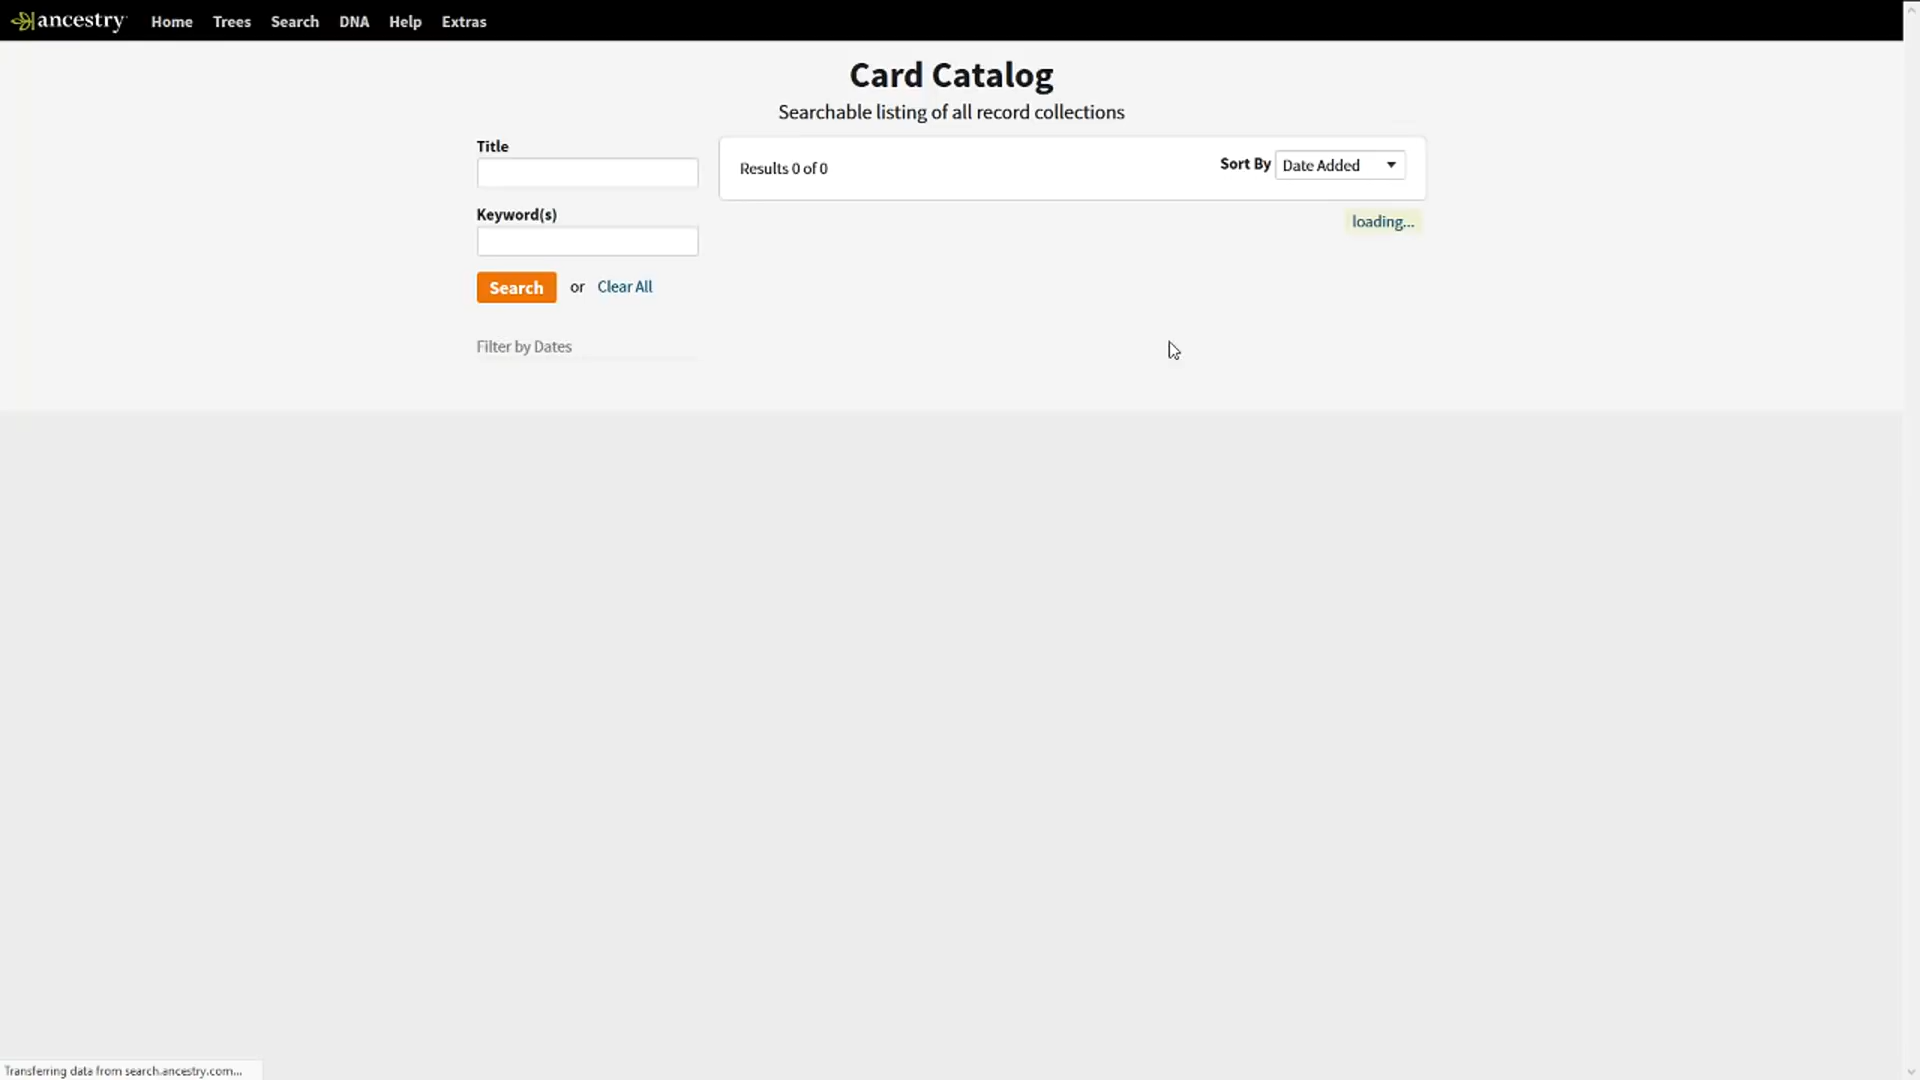 ancestry Home Trees Search DNA Help Extras
Card Catalog
Searchable listing of all record collections
Title
Results 0 of 0
Sort By Date Added
Keyword(s)
loading...
Search or Clear All
Filter by Dates
Transferring data from search.ancestry.com...